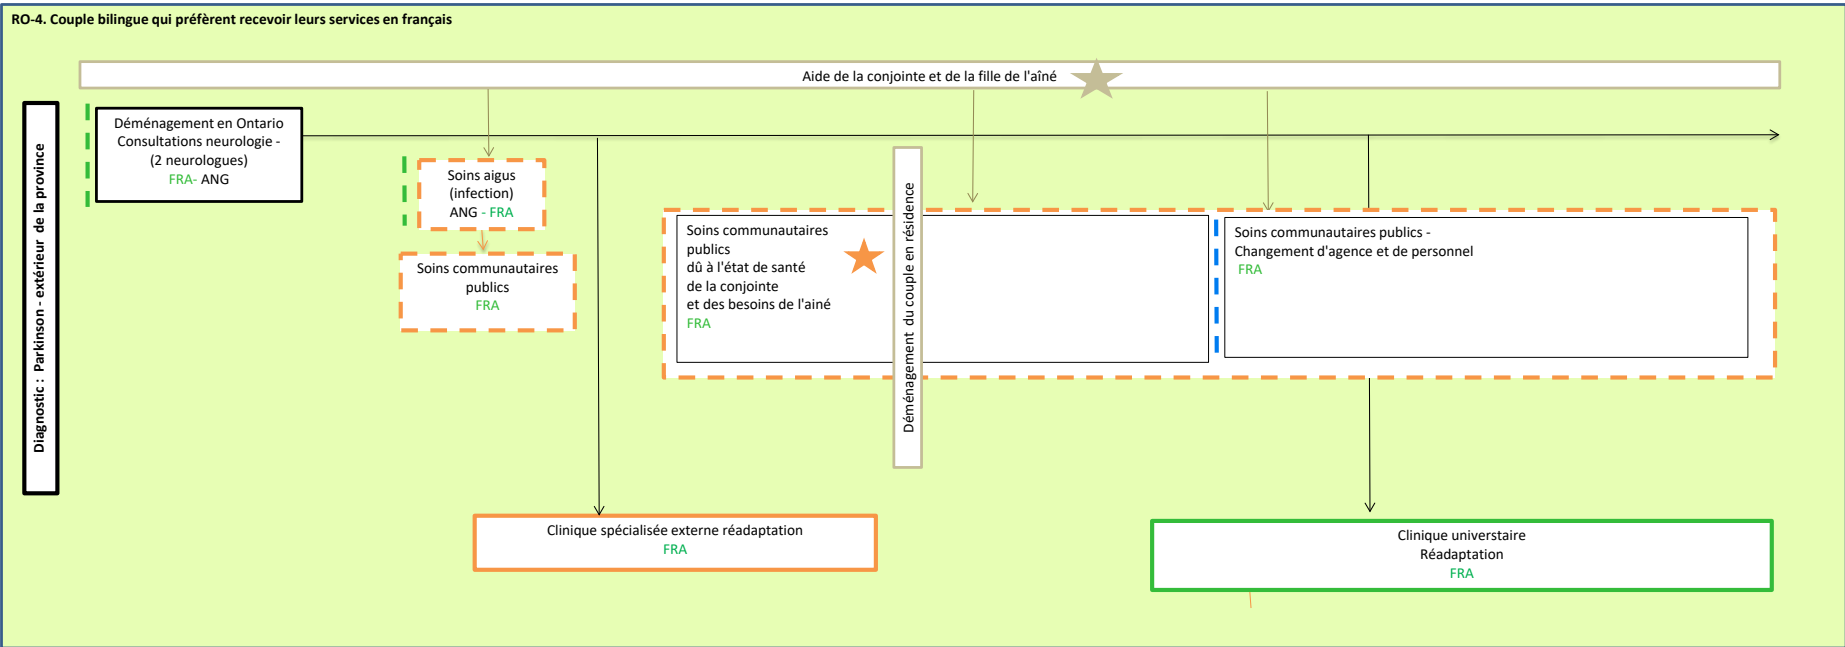 RO-4. Couple bilingue qui préfèrent recevoir leurs services en français
Aide de la conjointe et de la fille de l'aîné
Diagnostic : Parkinson - extérieur de la province
Déménagement en Ontario
Consultations neurologie -
(2 neurologues)
FRA- ANG
Soins aigus
(infection)
ANG - FRA
Soins communautaires
publics
FRA
Soins communautaires
publics
dû à l'état de santé
de la conjointe
et des besoins de l'ainé
FRA
Déménagement du couple en résidence
Soins communautaires publics -
Changement d'agence et de personnel
FRA
Clinique spécialisée externe réadaptation
FRA
Clinique universtaire
Réadaptation
FRA